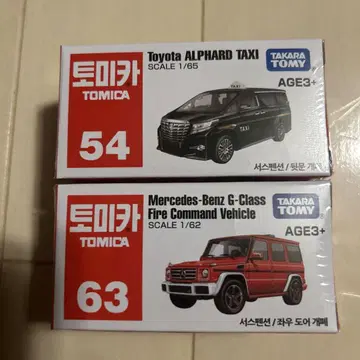 토미카
TOMICA
54
Toyota ALPHARD TAXI
SCALE 1/65
TAKARA
TOMY
AGE3+
TAXI
서스펜션 / 뒷문 개폐
토미카
TOMICA
63
Mercedes-Benz G-Class
Fire Command Vehicle
SCALE 1/62
TAKARA
TOMY
AGE3+
서스펜션 / 좌우 도어 개폐